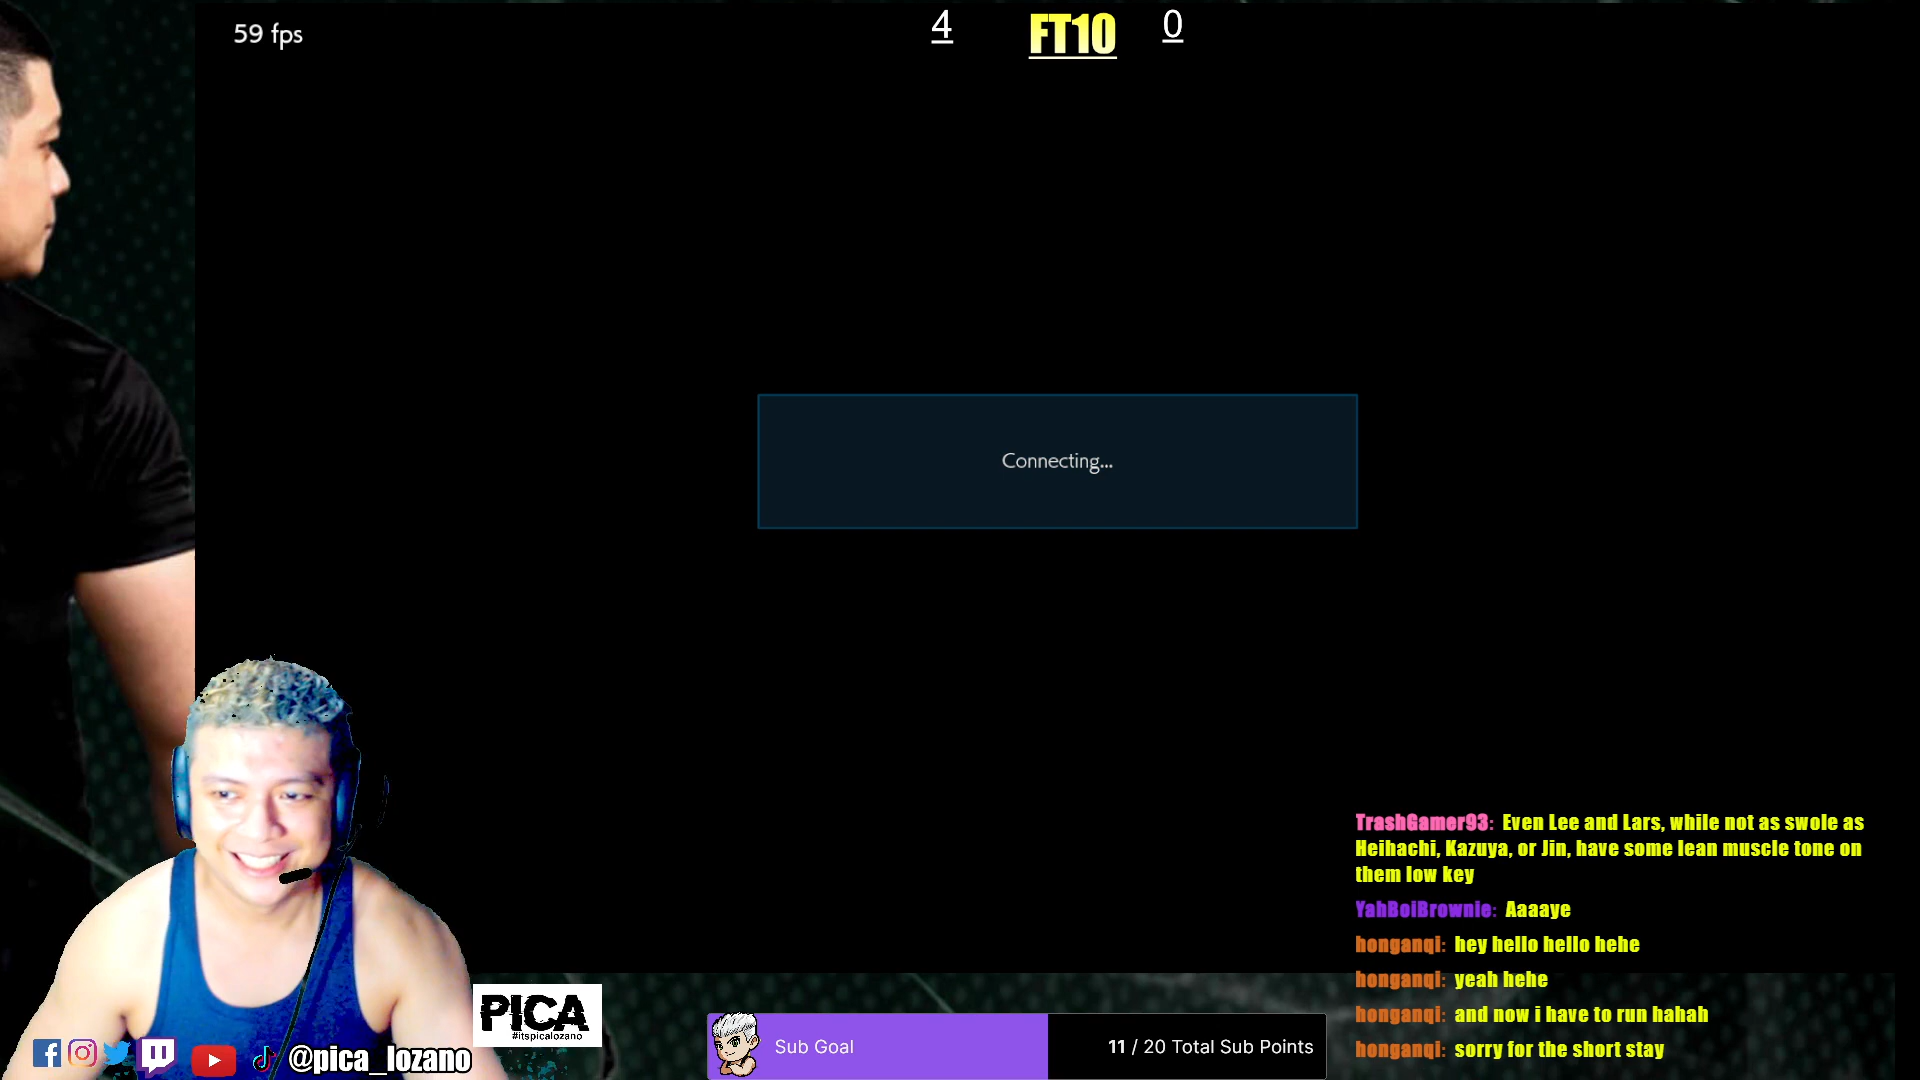 59 fps
4 FT10 0
Connecting...
TrashGamer93: Even Lee and Lars, while not as swole as
Heihachi, Kazuya, or Jin, have some lean muscle tone on
them low key
YahBoiBrownie: Aaaaye
honganqi: hey hello hello hehe
honganqi: yeah hehe
honganqi: and now i have to run hahah
honganqi: sorry for the short stay
PICA
#itspicalozano
@pica_lozano
Sub Goal 11 / 20 Total Sub Points